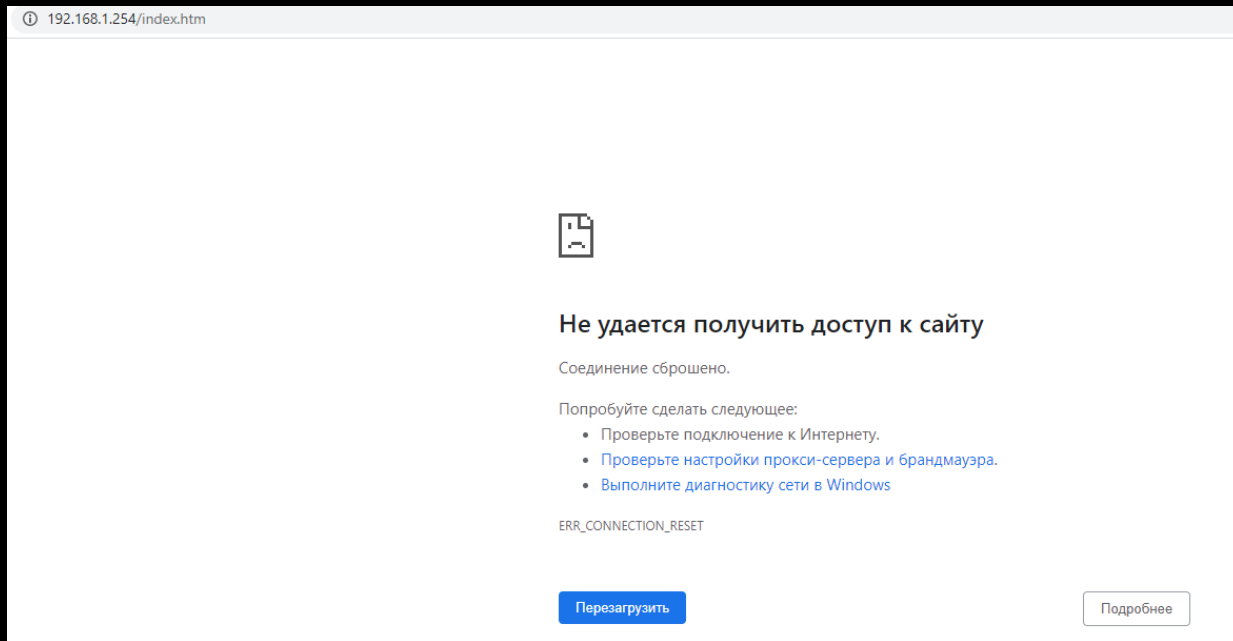 192.168.1.254/index.htm
Не удается получить доступ к сайту
Соединение сброшено.
Попробуйте сделать следующее:
• Проверьте подключение к Интернету.
• Проверьте настройки прокси-сервера и брандмауэра.
• Выполните диагностику сети в Windows
ERR_CONNECTION_RESET
Перезагрузить
Подробнее